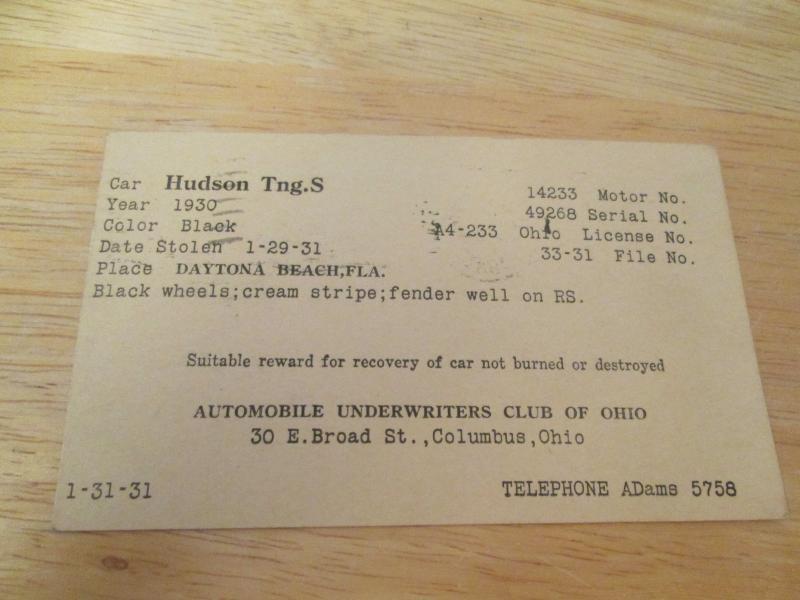 Car Hudson Tng.S
14233 Motor No.
Year 1930
49268 Serial No.
Color Black
A4-233 Ohio License No.
Date Stolen 1-29-31
33-31 File No.
Place DAYTONA BEACH,FLA.
Black wheels;cream stripe;fender well on RS.
Suitable reward for recovery of car not burned or destroyed
AUTOMOBILE UNDERWRITERS CLUB OF OHIO
30 E.Broad St.,Columbus,Ohio
1-31-31
TELEPHONE ADams 5758